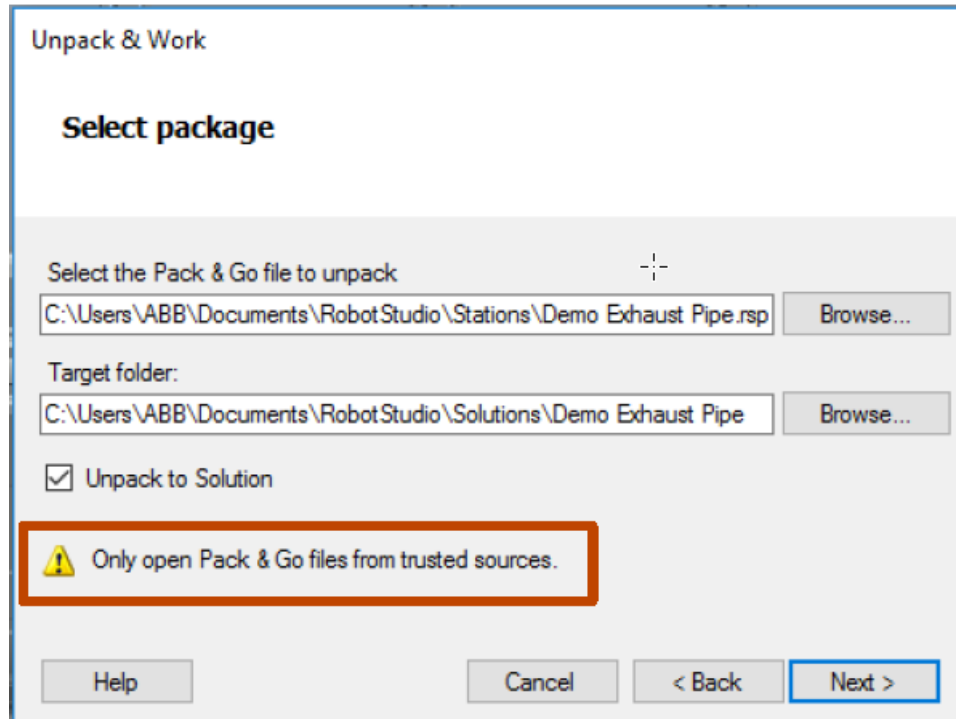 Unpack & Work
Select package
Select the Pack & Go file to unpack
C:\Users\ABB\Documents\RobotStudio\Stations\Demo Exhaust Pipe.rsp
Browse...
Target folder:
C:\Users\ABB\Documents\RobotStudio\Solutions\Demo Exhaust Pipe
Browse...
Unpack to Solution
Only open Pack & Go files from trusted sources.
Help
Cancel
< Back
Next >